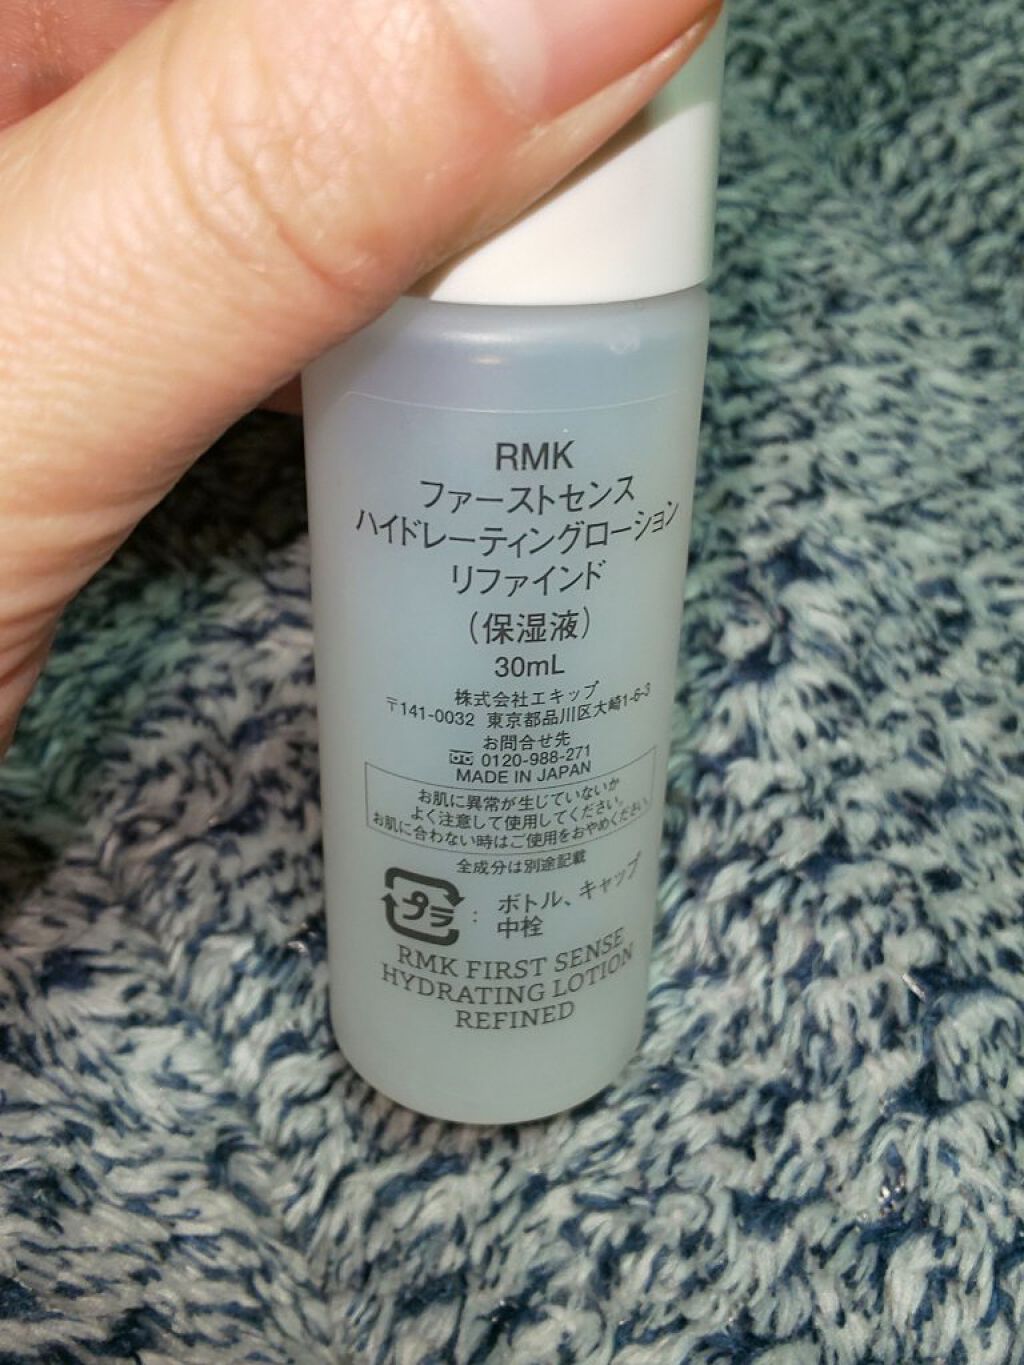 RMK
ファーストセンス
ハイドレーティングローション
リファインド
（保湿液）
30mL
株式会社エキップ
〒141-0032 東京都品川区大崎1-6-3
お問合せ先
0120-988-271
MADE IN JAPAN
お肌に異常が生じていないか
よく注意して使用してください。
お肌に合わない時はご使用をおやめください。
全成分は別途記載
プラ : ボトル、キャップ
中栓
RMK FIRST SENSE
HYDRATING LOTION
REFINED